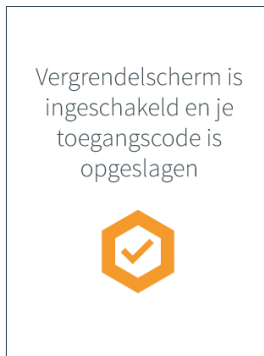 Vergrendelscherm is
ingeschakeld en je
toegangscode is
opgeslagen